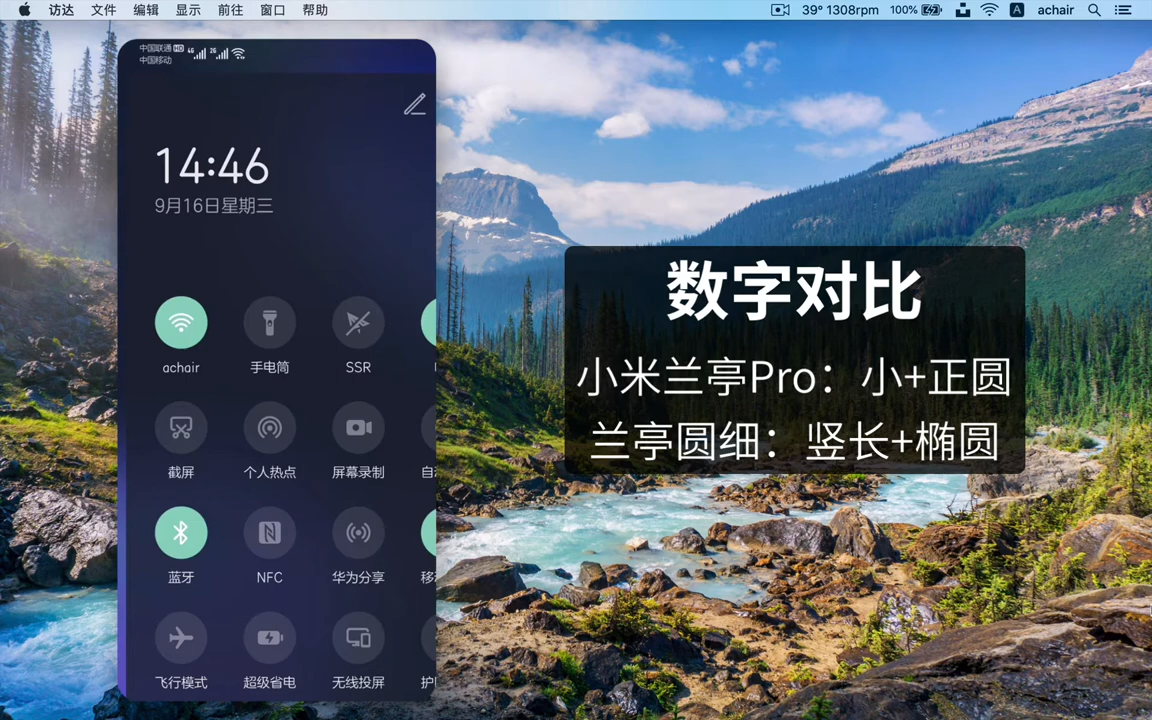 访达 文件 编辑 显示 前往 窗口 帮助 39° 1308rpm 100% A achair
中国联通 HD 4G 2G
中国移动
14:46
9月16日星期三
achair 手电筒 SSR
截屏 个人热点 屏幕录制
蓝牙 NFC 华为分享
飞行模式 超级省电 无线投屏
数字对比
小米兰亭Pro：小+正圆
兰亭圆细：竖长+椭圆